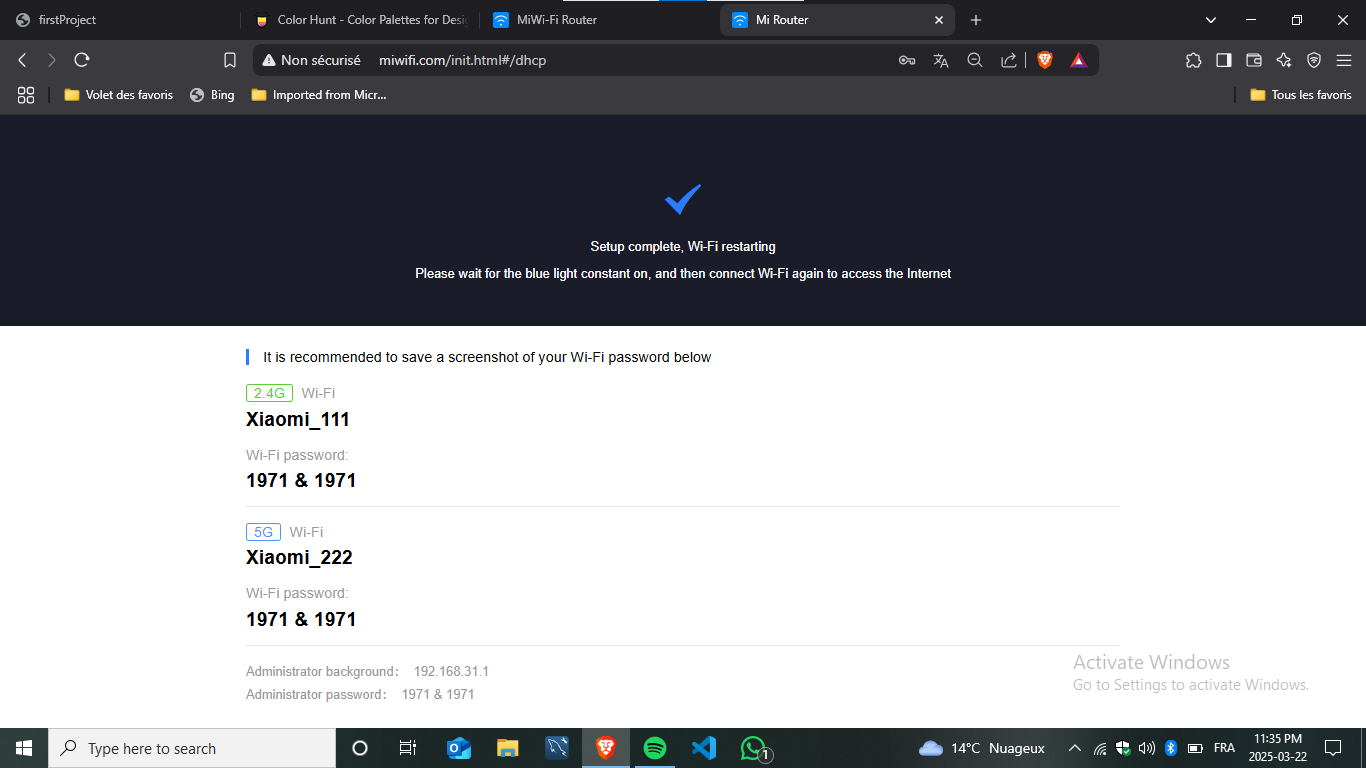 firstProject
Color Hunt - Color Palettes for Desig
MiWi-Fi Router
Mi Router
Non sécurisé
miwifi.com/init.html#/dhcp
Volet des favoris
Bing
Imported from Micr...
Tous les favoris
Setup complete, Wi-Fi restarting
Please wait for the blue light constant on, and then connect Wi-Fi again to access the Internet
It is recommended to save a screenshot of your Wi-Fi password below
2.4G Wi-Fi
Xiaomi_111
Wi-Fi password:
1971 & 1971
5G Wi-Fi
Xiaomi_222
Wi-Fi password:
1971 & 1971
Administrator background: 192.168.31.1
Administrator password: 1971 & 1971
Activate Windows
Go to Settings to activate Windows.
Type here to search
1
14°C Nuageux
FRA
11:35 PM
2025-03-22